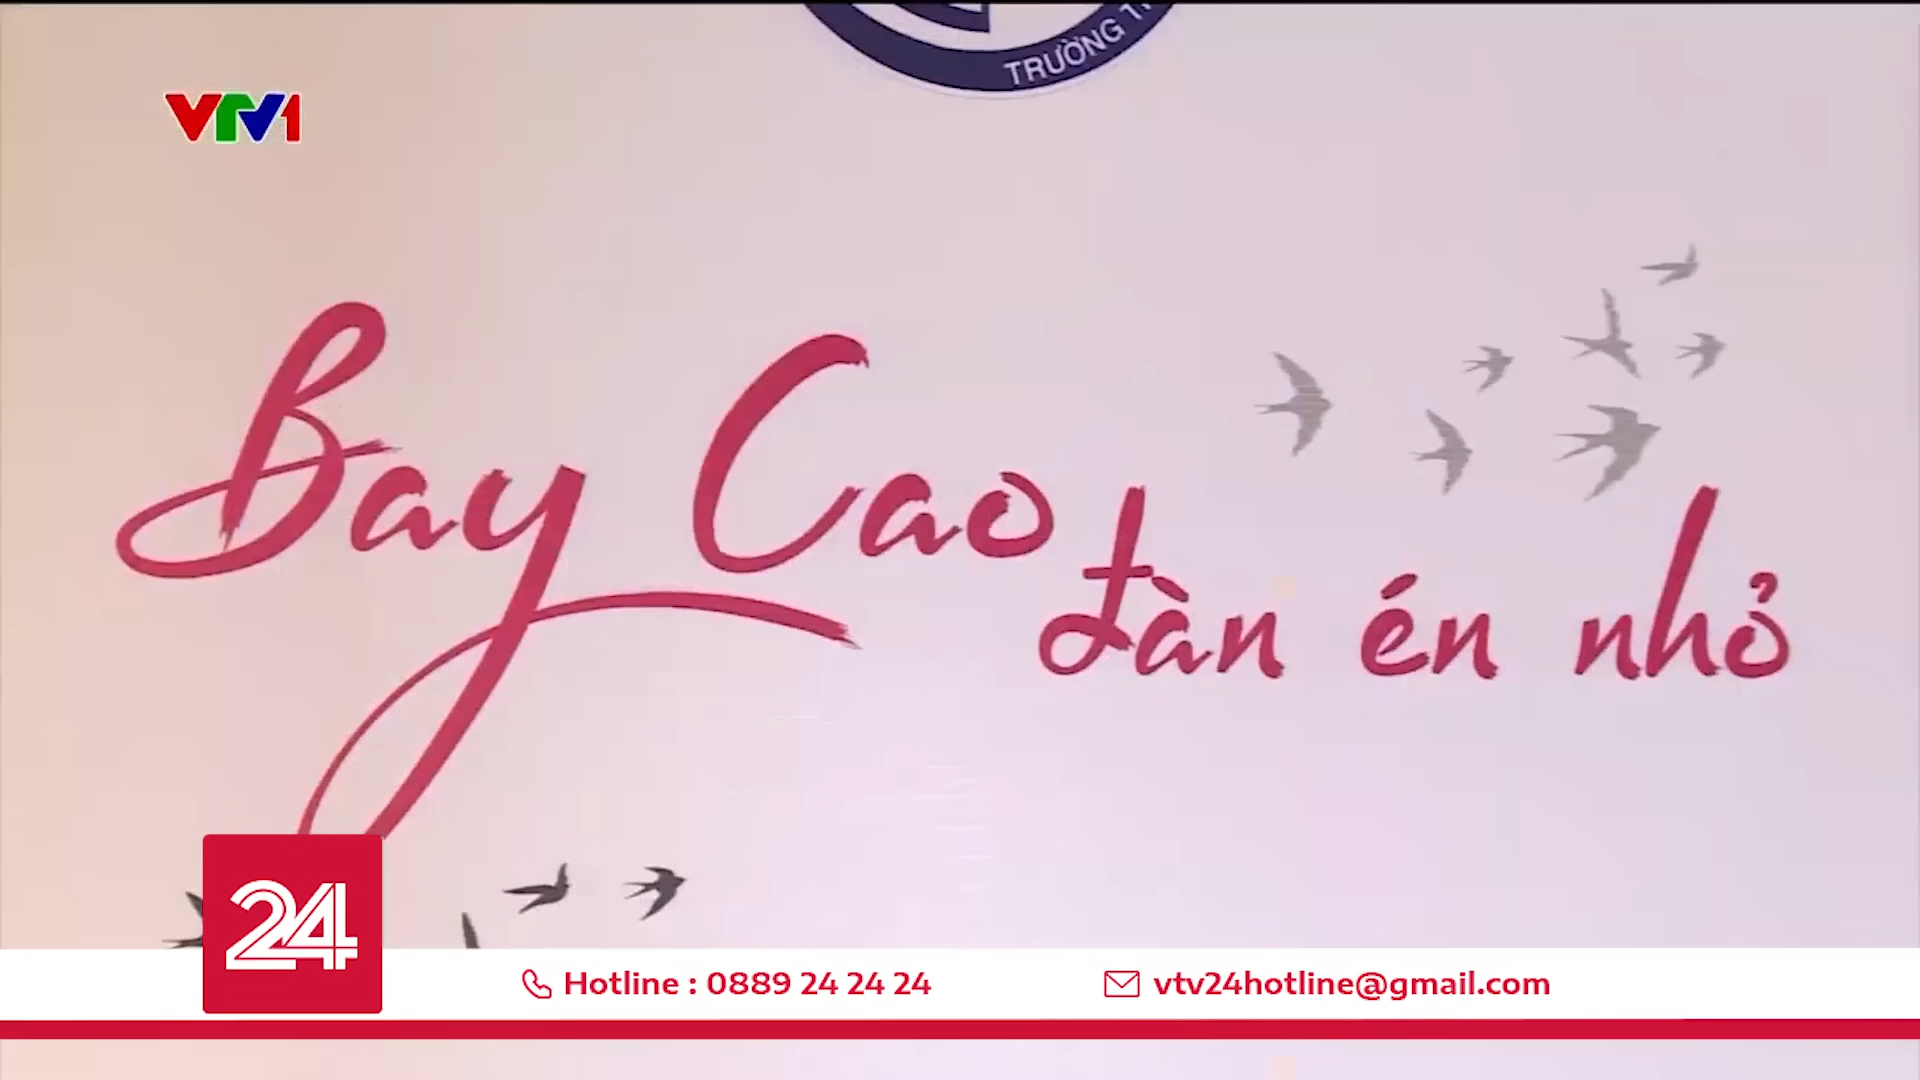 TRƯỜNG
VTV1
Bay Cao
đàn én nhỏ
24
Hotline : 0889 24 24 24
vtv24hotline@gmail.com